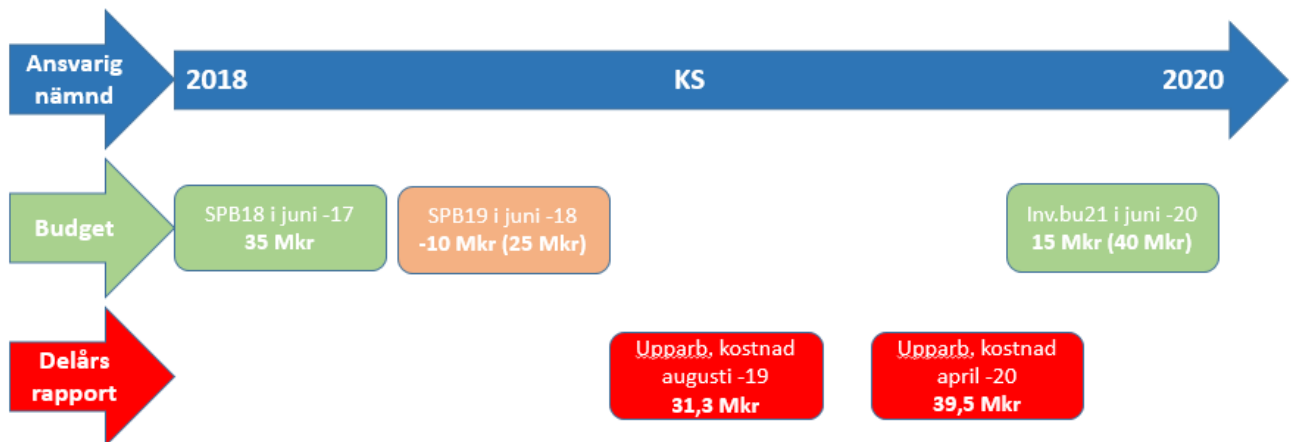 Ansvarig
nämnd
2018
KS
2020
Budget
SPB18 i juni -17
35 Mkr
SPB19 i juni -18
-10 Mkr (25 Mkr)
Inv.bu21 i juni -20
15 Mkr (40 Mkr)
Delårs
rapport
Upparb, kostnad
augusti -19
31,3 Mkr
Upparb, kostnad
april -20
39,5 Mkr